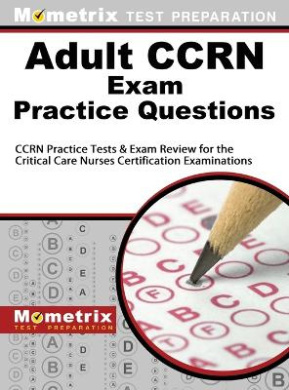 Mometrix TEST PREPARATION
Adult CCRN
Exam
Practice Questions
CCRN Practice Tests & Exam Review for the
Critical Care Nurses Certification Examinations
Mometrix
TEST PREPARATION